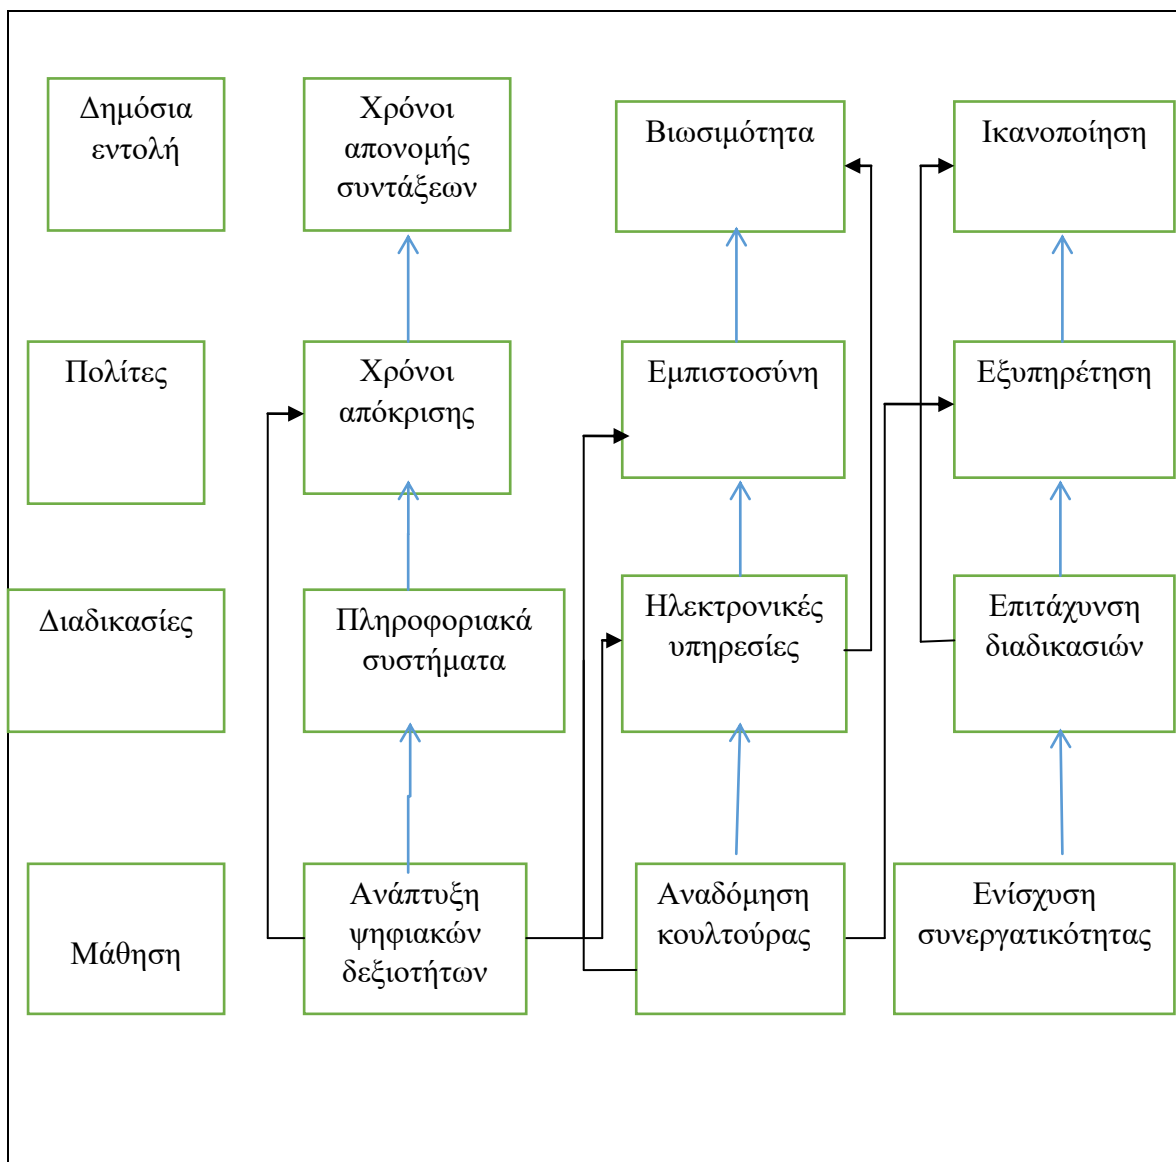 Δημόσια
εντολή
Χρόνοι
απονομής
συντάξεων
Βιωσιμότητα
Ικανοποίηση
Πολίτες
Χρόνοι
απόκρισης
Εμπιστοσύνη
Εξυπηρέτηση
Διαδικασίες
Πληροφοριακά
συστήματα
Ηλεκτρονικές
υπηρεσίες
Επιτάχυνση
διαδικασιών
Μάθηση
Ανάπτυξη
ψηφιακών
δεξιοτήτων
Αναδόμηση
κουλτούρας
Ενίσχυση
συνεργατικότητας